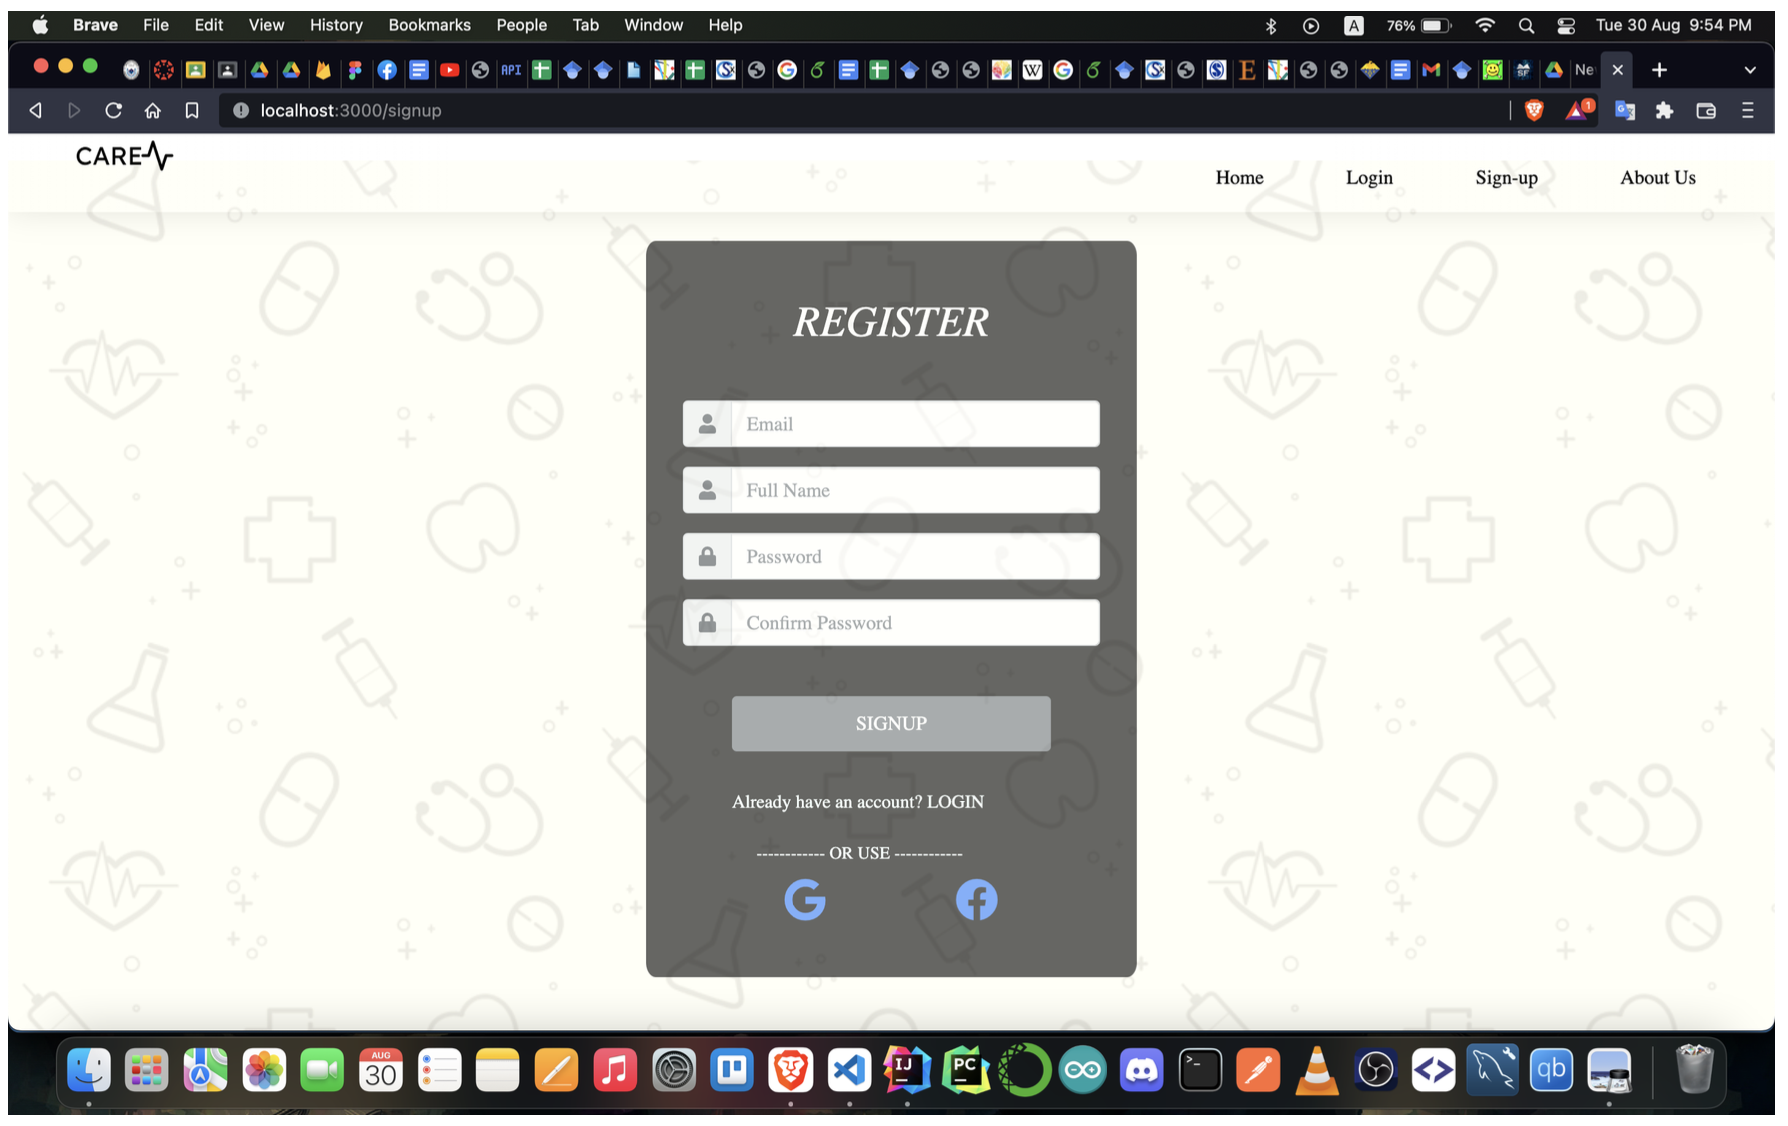 Brave File Edit View History Bookmarks People Tab Window Help A 76% Tue 30 Aug 9:54 PM
API G W G E M SF Ne
localhost:3000/signup 1
CARE
Home Login Sign-up About Us
REGISTER
Email
Full Name
Password
Confirm Password
SIGNUP
Already have an account? LOGIN
------------ OR USE ------------
G f
AUG
30 IJ PC >_ qb